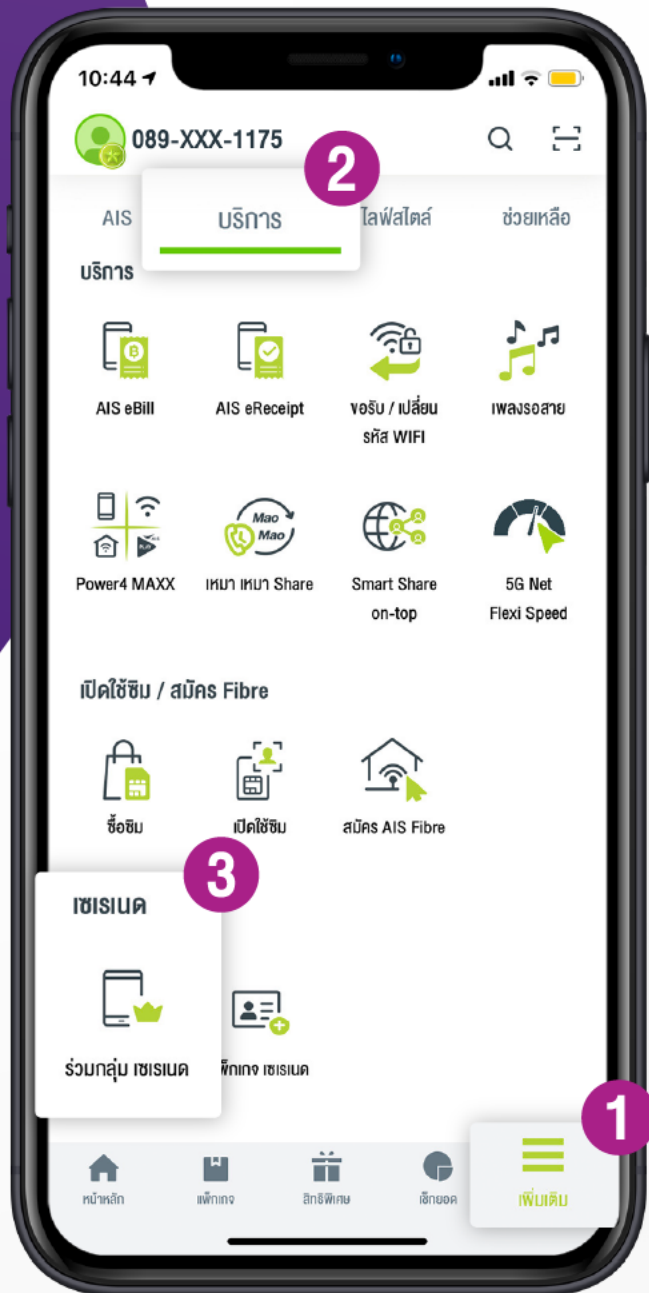 10:44
089-XXX-1175
2
AIS บริการ ไลฟ์สไตล์ ช่วยเหลือ
บริการ
AIS eBill AIS eReceipt ขอรับ / เปลี่ยน เพลงรอสาย
รหัส WIFI
Mao
Mao
Power4 MAXX เหมา เหมา Share Smart Share 5G Net
on-top Flexi Speed
เปิดใช้ซิม / สมัคร Fibre
ซื้อซิม เปิดใช้ซิม สมัคร AIS Fibre
3
เซเรเนด
ร่วมกลุ่ม เซเรเนด พ็กเกจ เซเรเนด
1
หน้าหลัก แพ็กเกจ สิทธิพิเศษ เช็กยอด เพิ่มเติม